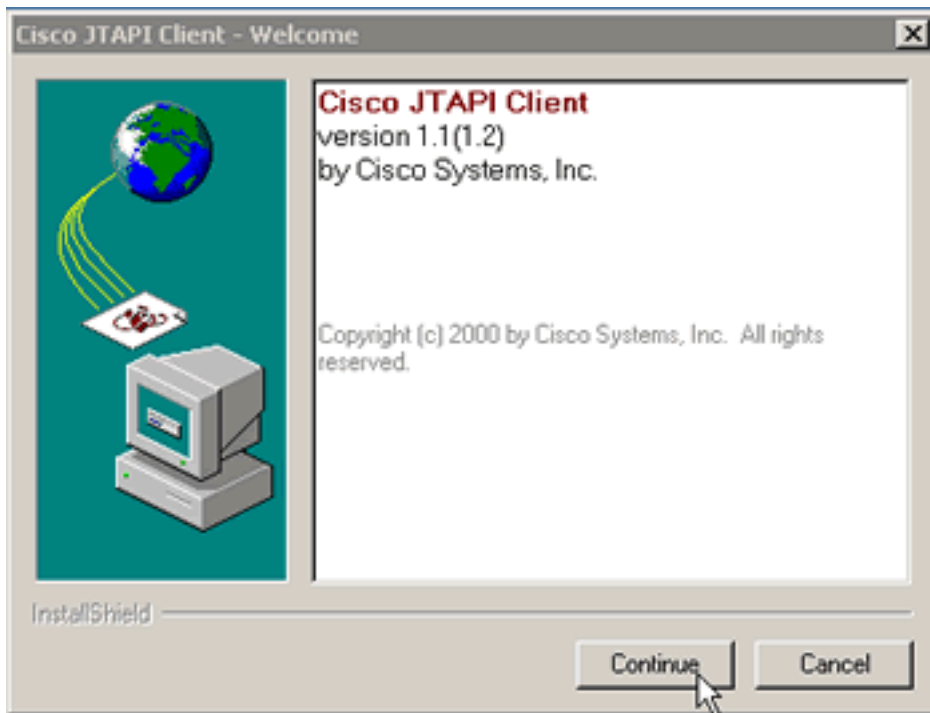 Cisco JTAPI Client - Welcome
Cisco JTAPI Client
version 1.1(1.2)
by Cisco Systems, Inc.
Copyright (c) 2000 by Cisco Systems, Inc. All rights
reserved.
InstallShield
Continue Cancel